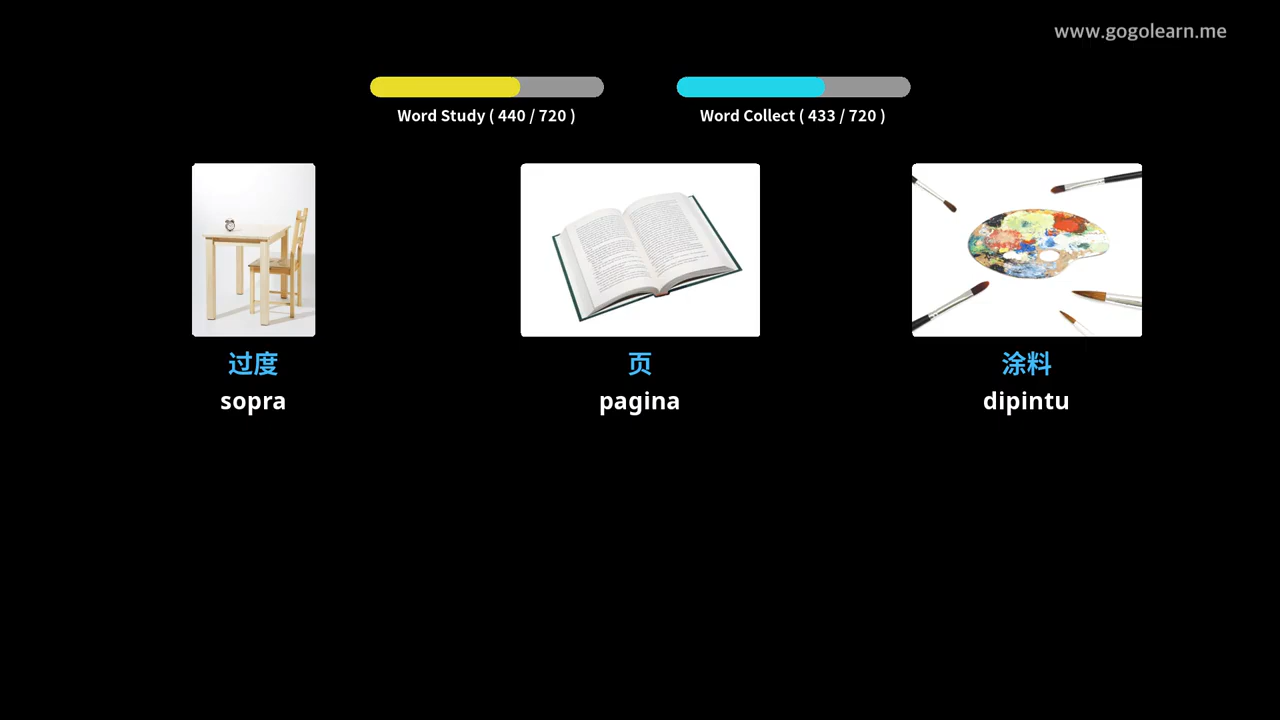 www.gogolearn.me
Word Study ( 440 / 720 )
Word Collect ( 433 / 720 )
过度
页
涂料
sopra
pagina
dipintu